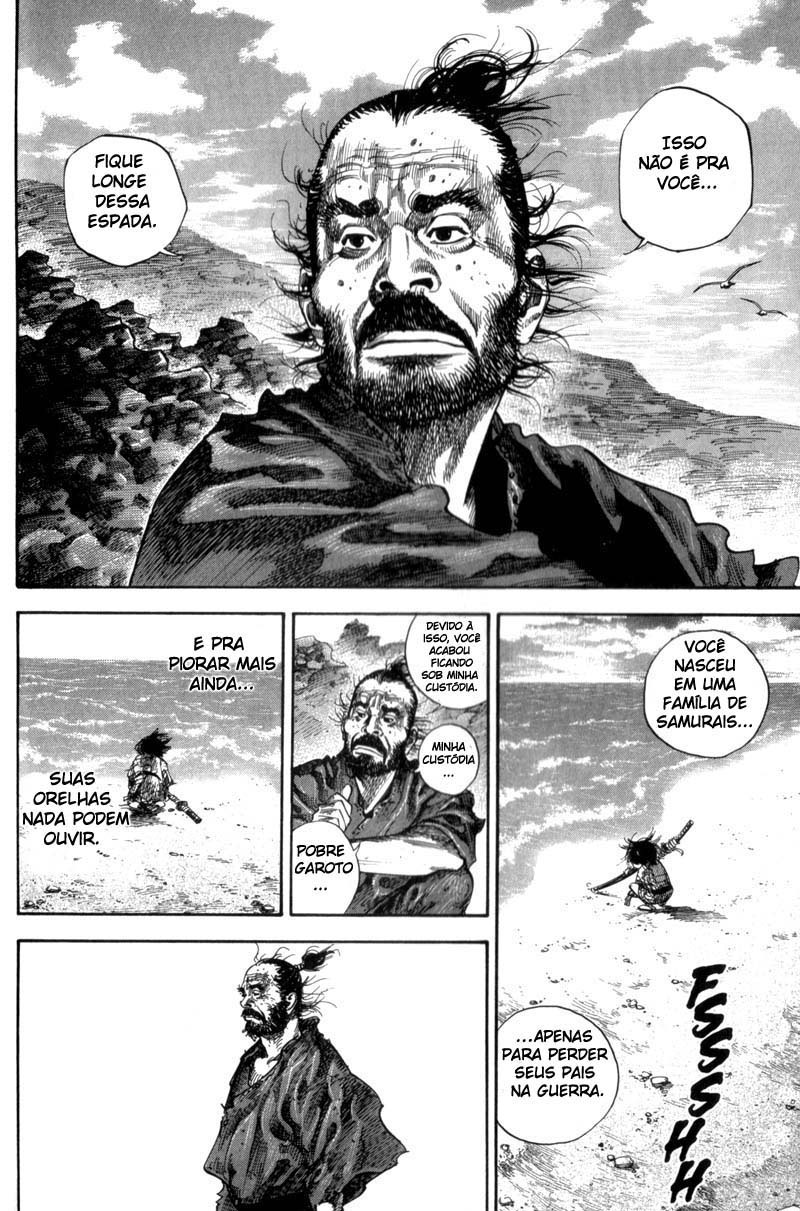 ISSO
NÃO É PRA
VOCÊ...
FIQUE
LONGE
DESSA
ESPADA.
VOCÊ
NASCEU
EM UMA
FAMÍLIA DE
SAMURAIS...
...APENAS
PARA PERDER
SEUS PAIS
NA GUERRA.
FSSSHH
DEVIDO À
ISSO, VOCÊ
ACABOU
FICANDO
SOB MINHA
CUSTÓDIA.
MINHA
CUSTÓDIA
...
POBRE
GAROTO
...
E PRA
PIORAR MAIS
AINDA...
SUAS
ORELHAS
NADA PODEM
OUVIR.